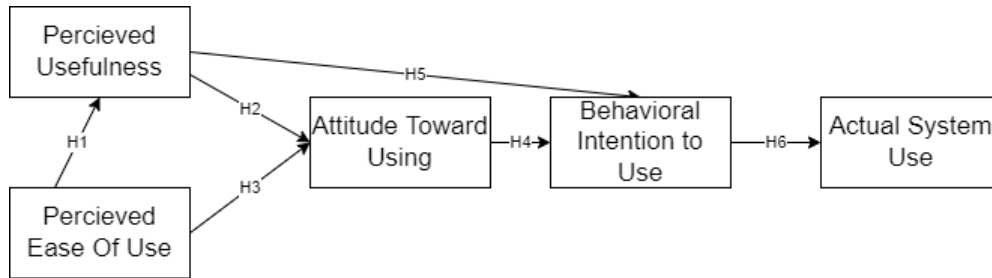 Percieved
Usefulness
H5
H2
H1
Attitude Toward
Using
H4
Behavioral
Intention to
Use
H6
Actual System
Use
H3
Percieved
Ease Of Use